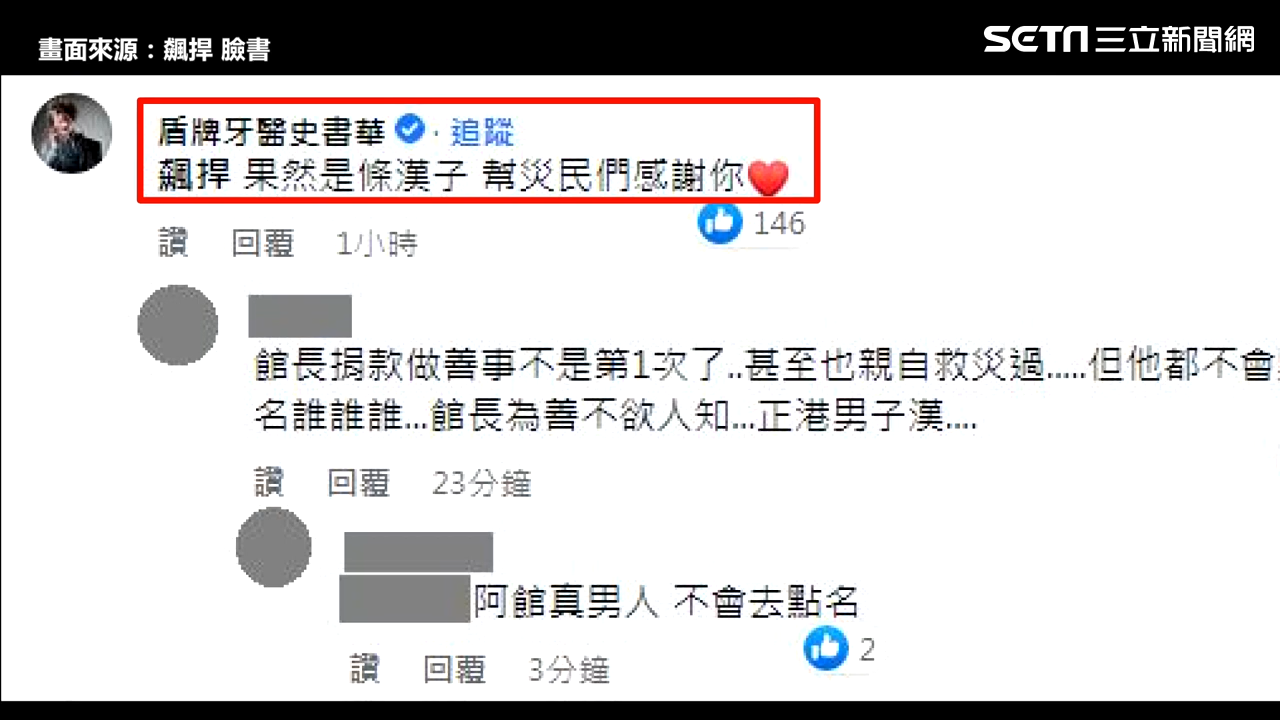 畫面來源：飆捍 臉書
SETN三立新聞網
盾牌牙醫史書華 · 追蹤
飆捍 果然是條漢子 幫災民們感謝你❤️
146
讚 回覆 1小時
館長捐款做善事不是第1次了..甚至也親自救災過.....但他都不會
名誰誰誰...館長為善不欲人知...正港男子漢....
讚 回覆 23分鐘
阿館真男人 不會去點名
2
讚 回覆 3分鐘